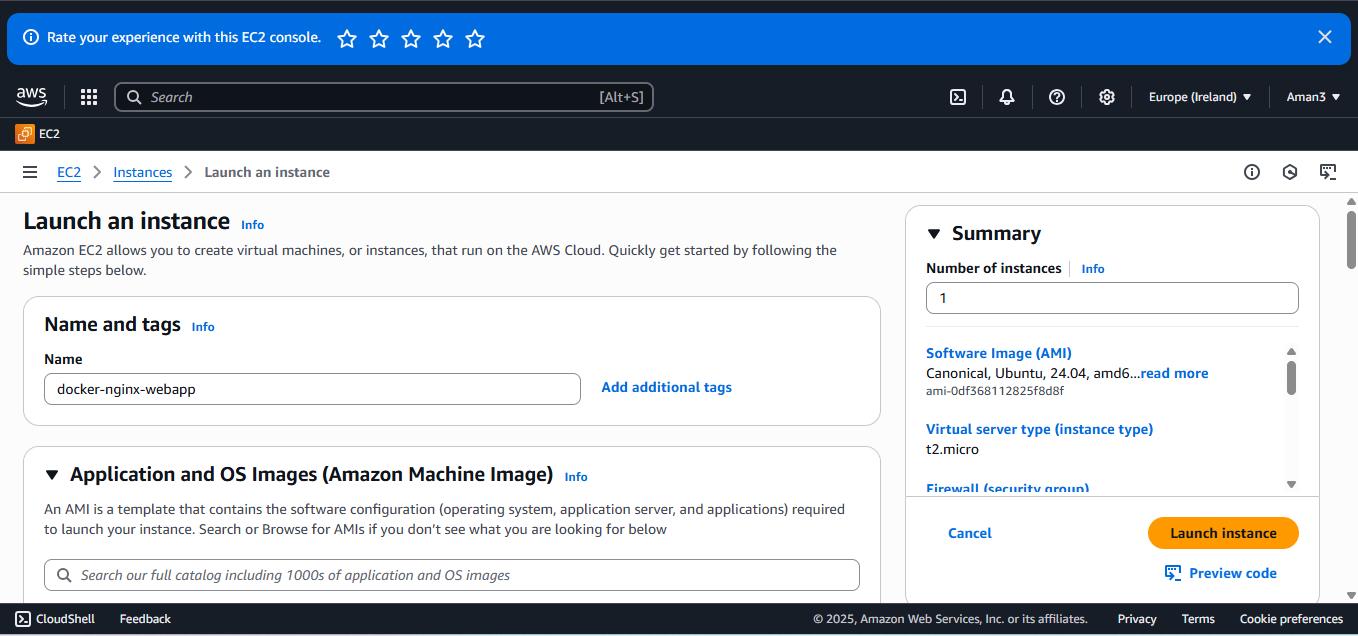 Rate your experience with this EC2 console.
aws
Search [Alt+S]
Europe (Ireland)
Aman3
EC2
EC2 Instances Launch an instance
Launch an instance Info
Amazon EC2 allows you to create virtual machines, or instances, that run on the AWS Cloud. Quickly get started by following the
simple steps below.
Name and tags Info
Name
docker-nginx-webapp
Add additional tags
Application and OS Images (Amazon Machine Image) Info
An AMI is a template that contains the software configuration (operating system, application server, and applications) required
to launch your instance. Search or Browse for AMIs if you don’t see what you are looking for below
Search our full catalog including 1000s of application and OS images
Summary
Number of instances Info
1
Software Image (AMI)
Canonical, Ubuntu, 24.04, amd6...read more
ami-0df368112825f8d8f
Virtual server type (instance type)
t2.micro
Firewall (security group)
Cancel
Launch instance
Preview code
CloudShell Feedback
© 2025, Amazon Web Services, Inc. or its affiliates. Privacy Terms Cookie preferences